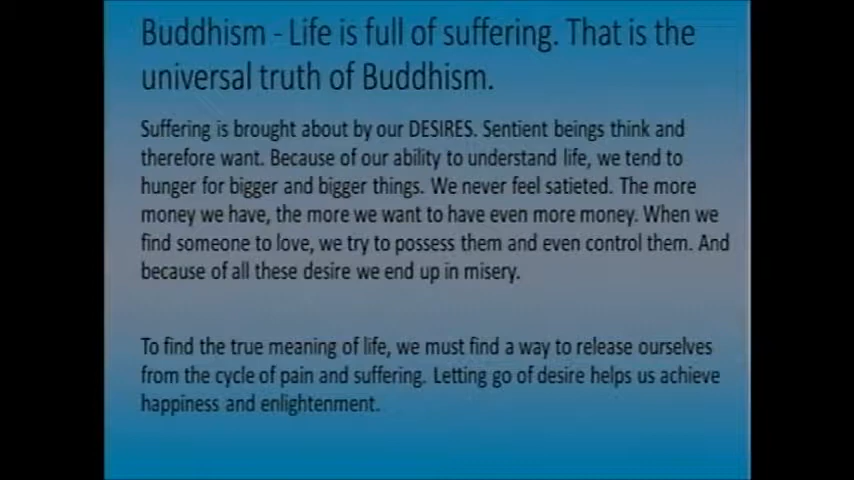 Buddhism - Life is full of suffering. That is the
universal truth of Buddhism.
Suffering is brought about by our DESIRES. Sentient beings think and
therefore want. Because of our ability to understand life, we tend to
hunger for bigger and bigger things. We never feel satieted. The more
money we have, the more we want to have even more money. When we
find someone to love, we try to possess them and even control them. And
because of all these desire we end up in misery.
To find the true meaning of life, we must find a way to release ourselves
from the cycle of pain and suffering. Letting go of desire helps us achieve
happiness and enlightenment.